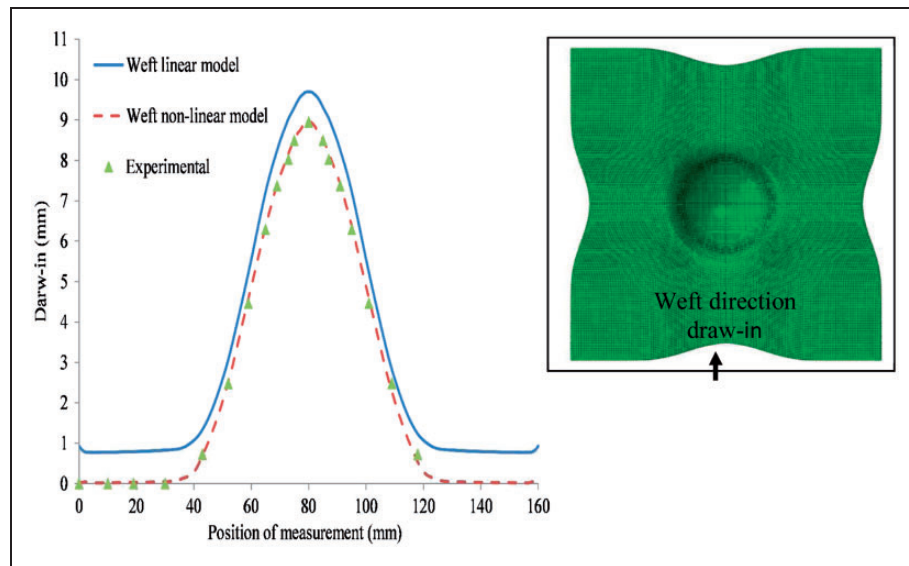 11
10
9
8
7
6
5
4
3
2
1
0
Darw-in (mm)
Weft linear model
Weft non-linear model
Experimental
0 20 40 60 80 100 120 140 160
Position of measurement (mm)
Weft direction
draw-in